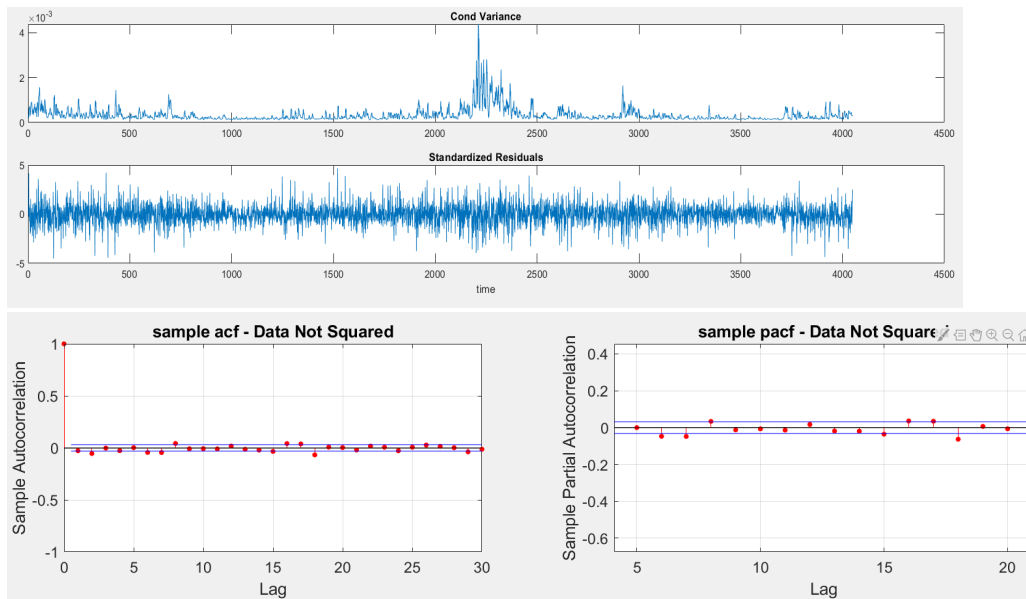 ×10⁻³
Cond Variance
4
2
0
0 500 1000 1500 2000 2500 3000 3500 4000 4500
Standardized Residuals
5
0
-5
0 500 1000 1500 2000 2500 3000 3500 4000 4500
time
sample acf - Data Not Squared
Sample Autocorrelation
1
0.5
0
-0.5
-1
0 5 10 15 20 25 30
Lag
sample pacf - Data Not Square
Sample Partial Autocorrelation
0.4
0.2
0
-0.2
-0.4
-0.6
5 10 15 20
Lag